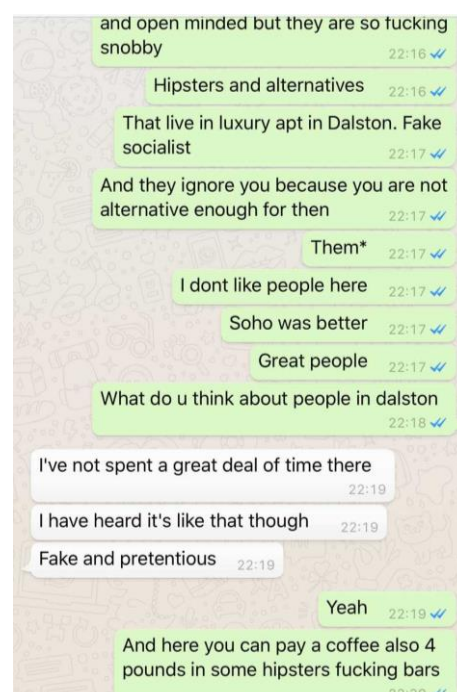 and open minded but they are so fucking
snobby
22:16
Hipsters and alternatives
22:16
That live in luxury apt in Dalston. Fake
socialist
22:17
And they ignore you because you are not
alternative enough for then
22:17
Them*
22:17
I dont like people here
22:17
Soho was better
22:17
Great people
22:17
What do u think about people in dalston
22:18
I've not spent a great deal of time there
22:19
I have heard it's like that though
22:19
Fake and pretentious
22:19
Yeah
22:19
And here you can pay a coffee also 4
pounds in some hipsters fucking bars